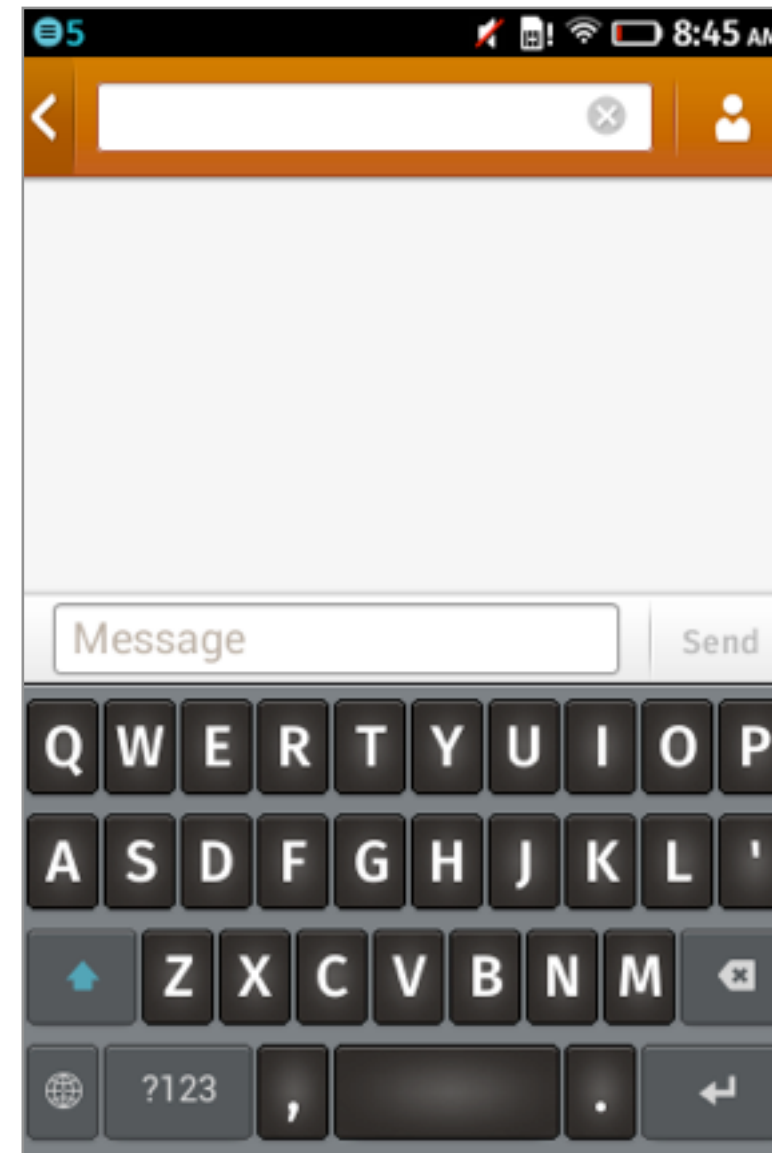 5 8:45 AM
Message Send
Q W E R T Y U I O P
A S D F G H J K L '
Z X C V B N M
?123 , .